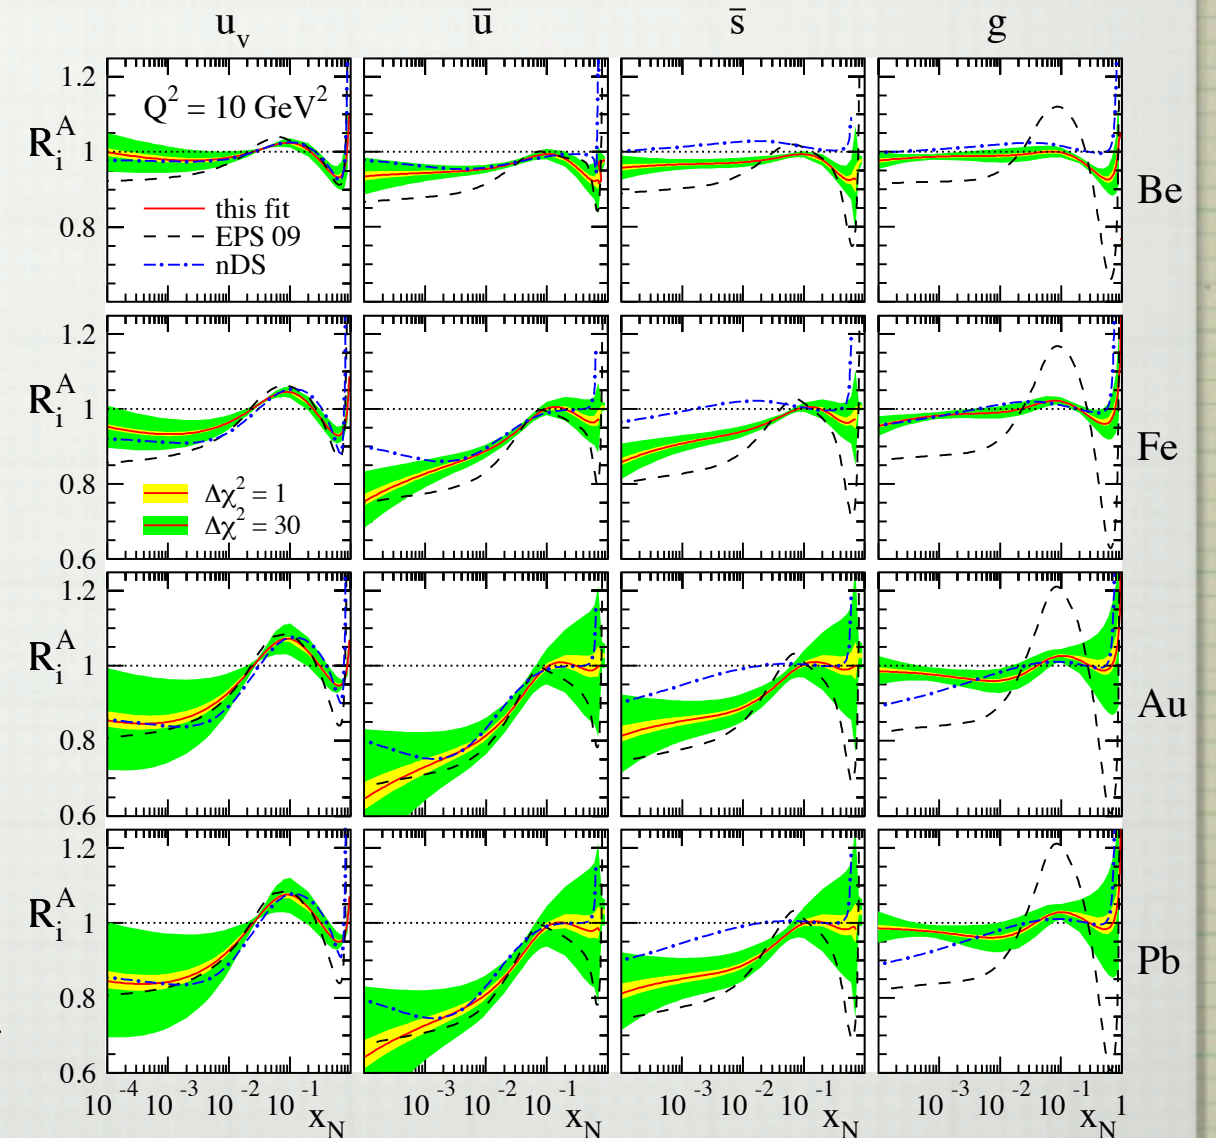 u_v ū s̄ g
1.2
Q² = 10 GeV²
R_i^A 1
this fit
EPS 09
nDS
0.8
Be
1.2
R_i^A 1
0.8
Δχ² = 1
Δχ² = 30
0.6
Fe
1.2
R_i^A 1
0.8
0.6
Au
1.2
R_i^A 1
0.8
0.6
Pb
10⁻⁴ 10⁻³ 10⁻² 10⁻¹ 10⁻³ 10⁻² 10⁻¹ 10⁻³ 10⁻² 10⁻¹ 10⁻³ 10⁻² 10⁻¹ 1
x_N x_N x_N x_N